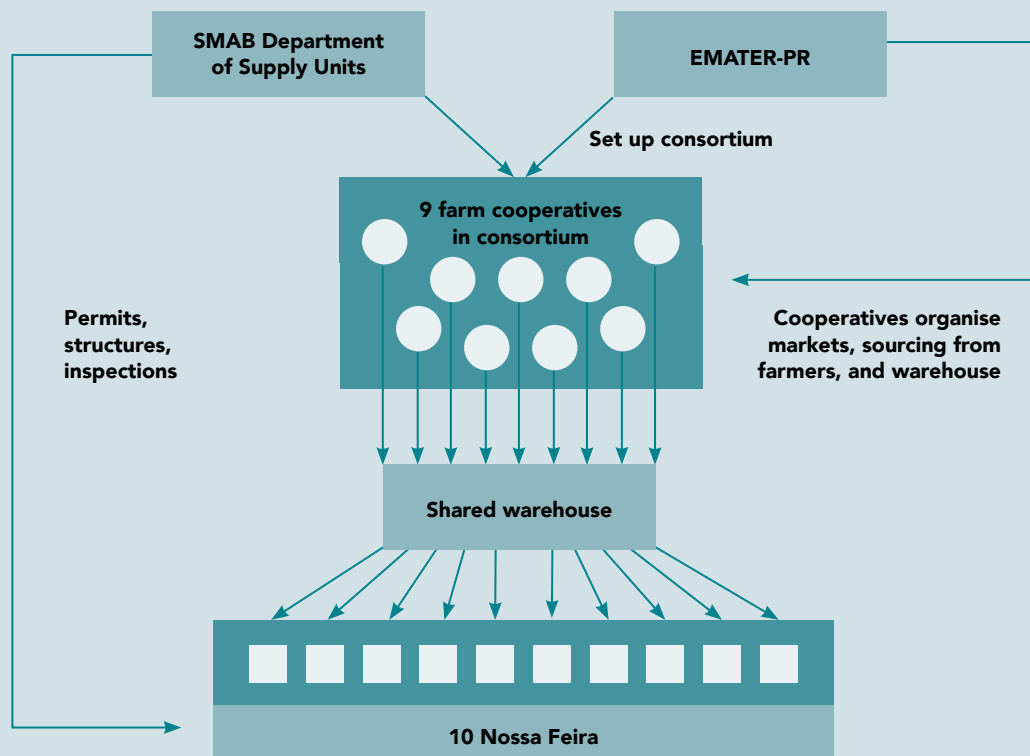 SMAB Department
of Supply Units
EMATER-PR
Set up consortium
9 farm cooperatives
in consortium
Permits,
structures,
inspections
Cooperatives organise
markets, sourcing from
farmers, and warehouse
Shared warehouse
10 Nossa Feira